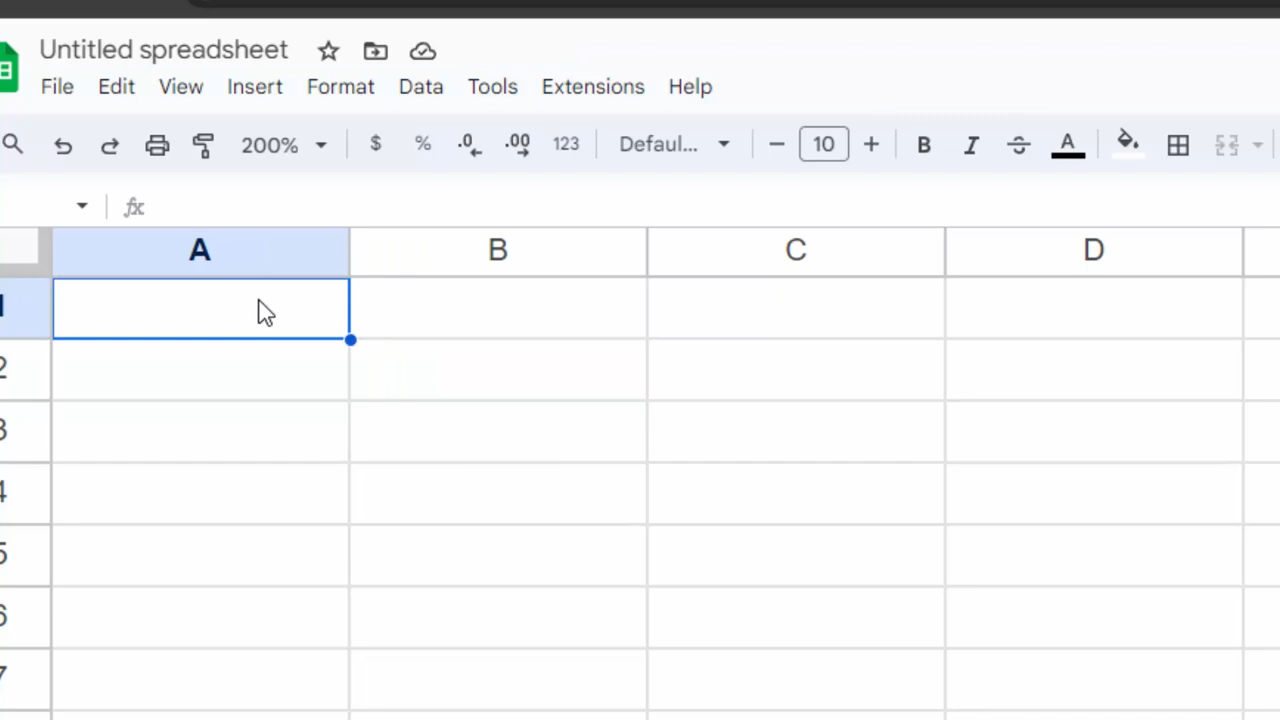 Untitled spreadsheet
File Edit View Insert Format Data Tools Extensions Help
200% $ % .0 .00 123 Defaul... 10 B I S A
fx
A B C D
1
2
3
4
5
6
7